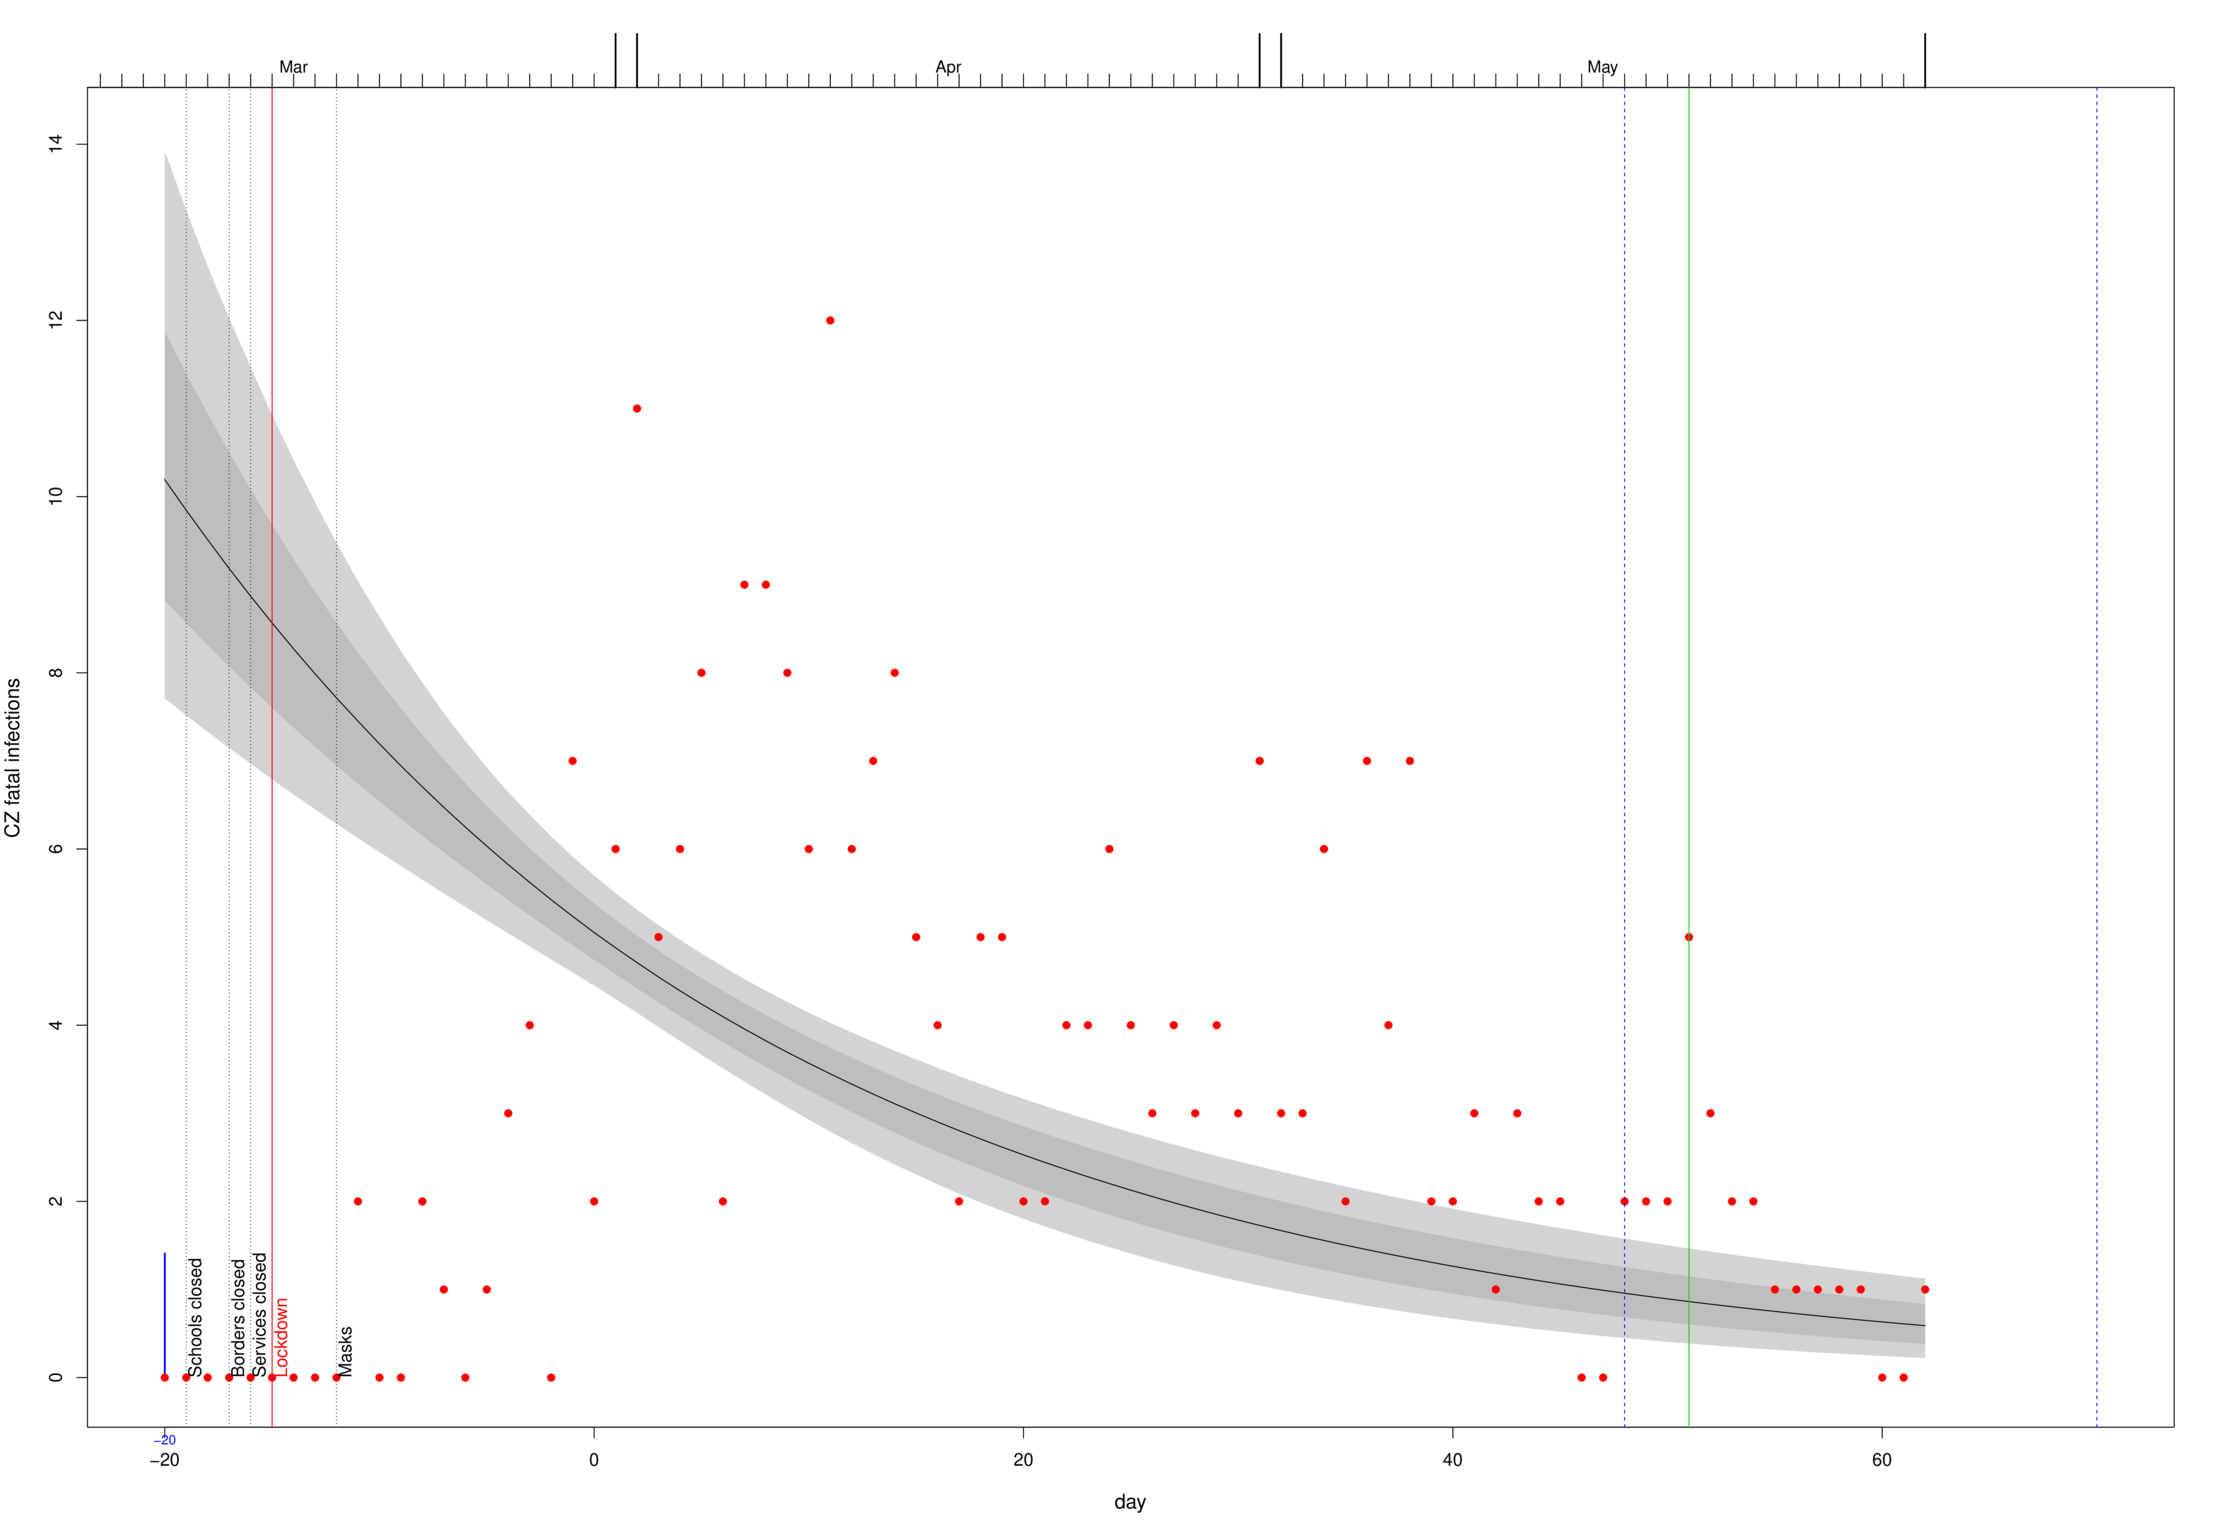 Mar Apr May
14
12
10
8
6
4
2
0
CZ fatal infections
Schools closed
Borders closed
Services closed
Lockdown
Masks
−20
−20 0 20 40 60
day